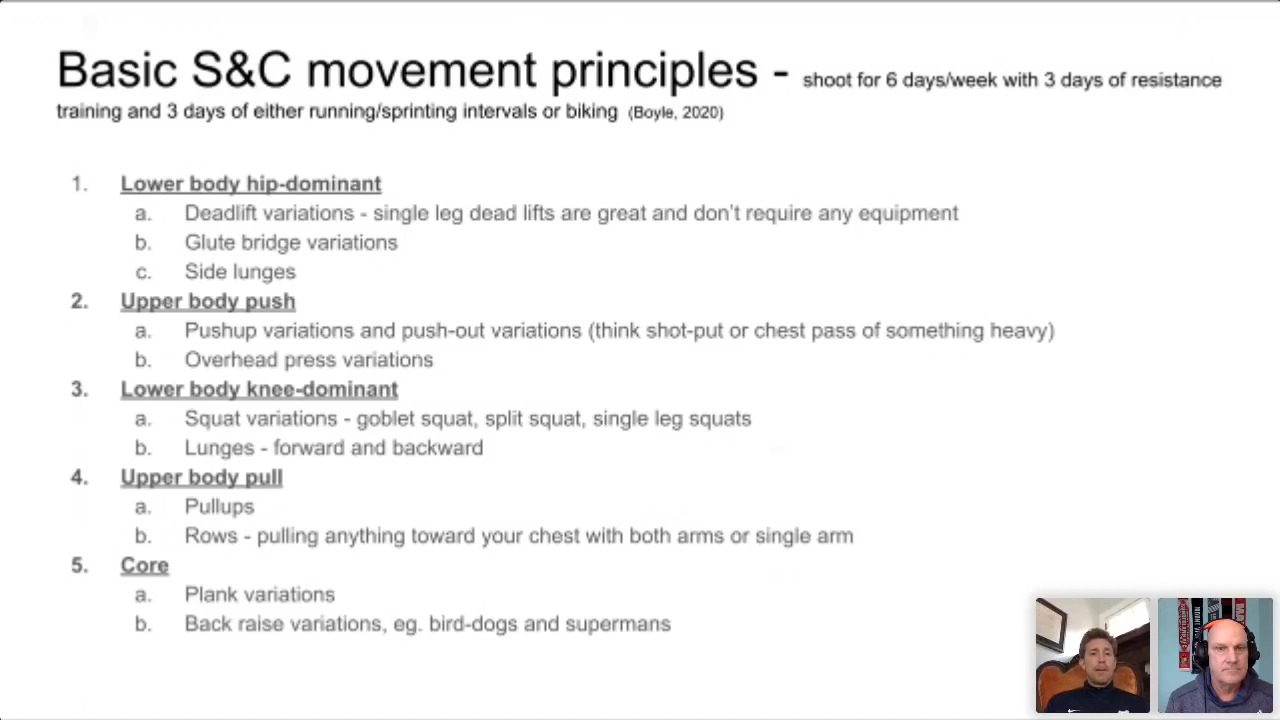 Basic S&C movement principles - shoot for 6 days/week with 3 days of resistance
training and 3 days of either running/sprinting intervals or biking (Boyle, 2020)
1. Lower body hip-dominant
a. Deadlift variations - single leg dead lifts are great and don't require any equipment
b. Glute bridge variations
c. Side lunges
2. Upper body push
a. Pushup variations and push-out variations (think shot-put or chest pass of something heavy)
b. Overhead press variations
3. Lower body knee-dominant
a. Squat variations - goblet squat, split squat, single leg squats
b. Lunges - forward and backward
4. Upper body pull
a. Pullups
b. Rows - pulling anything toward your chest with both arms or single arm
5. Core
a. Plank variations
b. Back raise variations, eg. bird-dogs and supermans